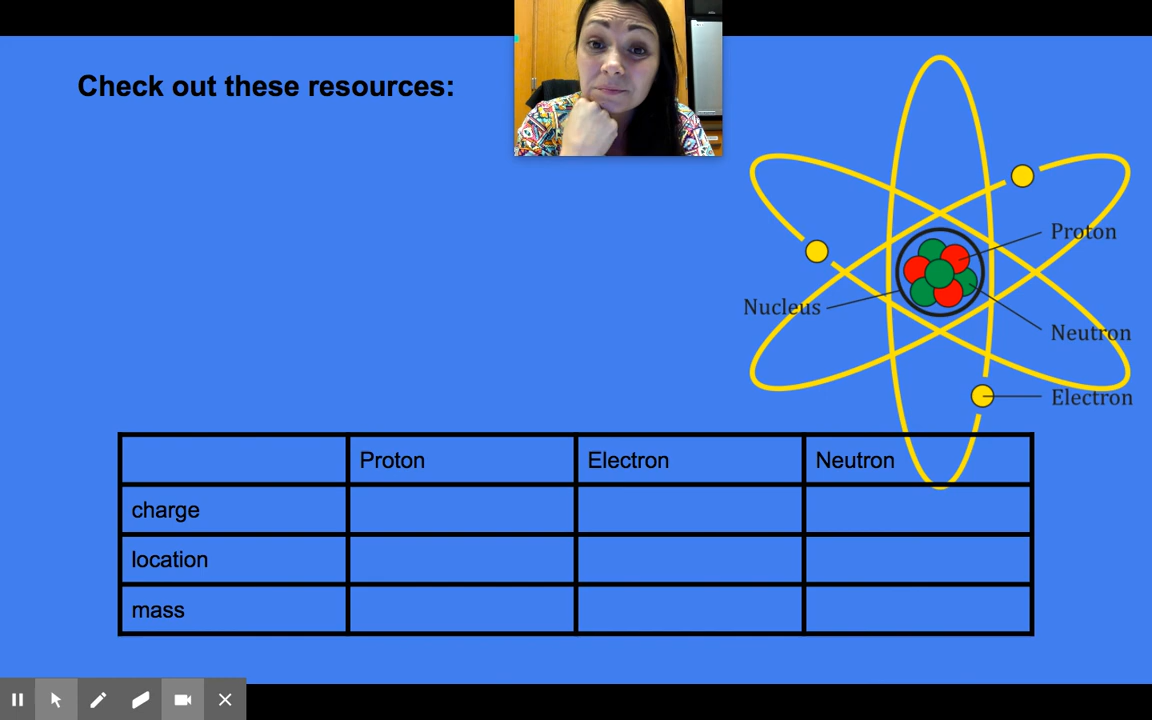 Check out these resources:
Proton
Nucleus
Neutron
Electron
Proton Electron Neutron
charge
location
mass